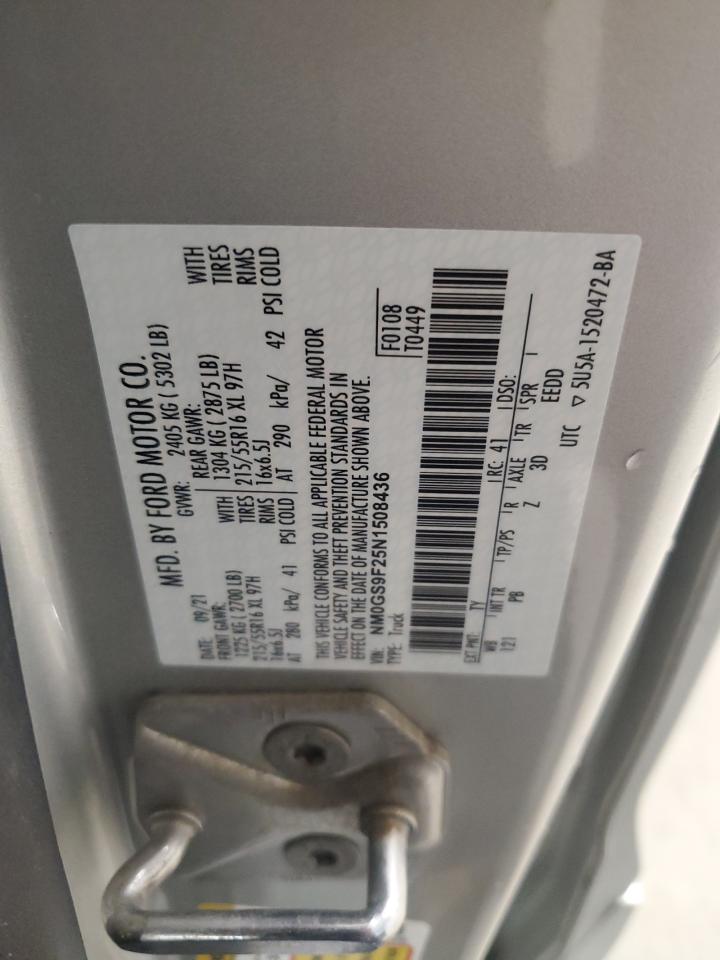 MFD. BY FORD MOTOR CO.
DATE: 09/21 GVWR: 2405 KG ( 5302 LB)
FRONT GAWR: REAR GAWR:
1225 KG ( 2700 LB) WITH 1304 KG ( 2875 LB) WITH
215/55R16 XL 97H TIRES 215/55R16 XL 97H TIRES
16x6.5J RIMS 16x6.5J RIMS
AT 280 kPa/ 41 PSI COLD AT 290 kPa/ 42 PSI COLD
THIS VEHICLE CONFORMS TO ALL APPLICABLE FEDERAL MOTOR
VEHICLE SAFETY AND THEFT PREVENTION STANDARDS IN
EFFECT ON THE DATE OF MANUFACTURE SHOWN ABOVE.
VIN: NM0GS9F25N1508436
TYPE: Truck
F0108
T0449
EXT PNT: TY RC: 41 DSO:
WB INT TR TP/PS R AXLE TR SPR
121 PB Z 3D EEDD
UTC ▽ 5U5A-1520472-BA